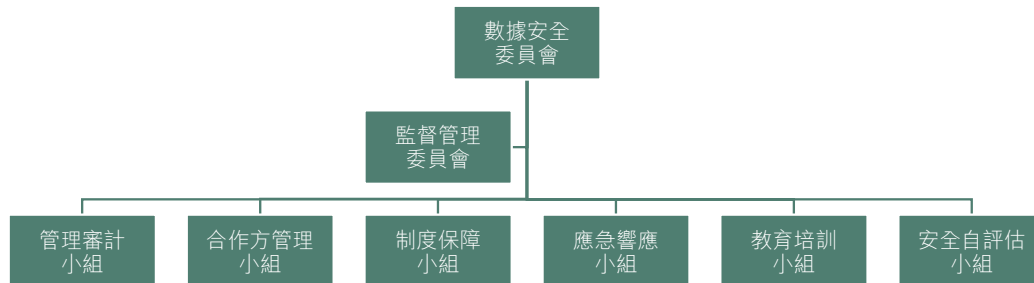 數據安全
委員會
監督管理
委員會
管理審計
小組
合作方管理
小組
制度保障
小組
應急響應
小組
教育培訓
小組
安全自評估
小組